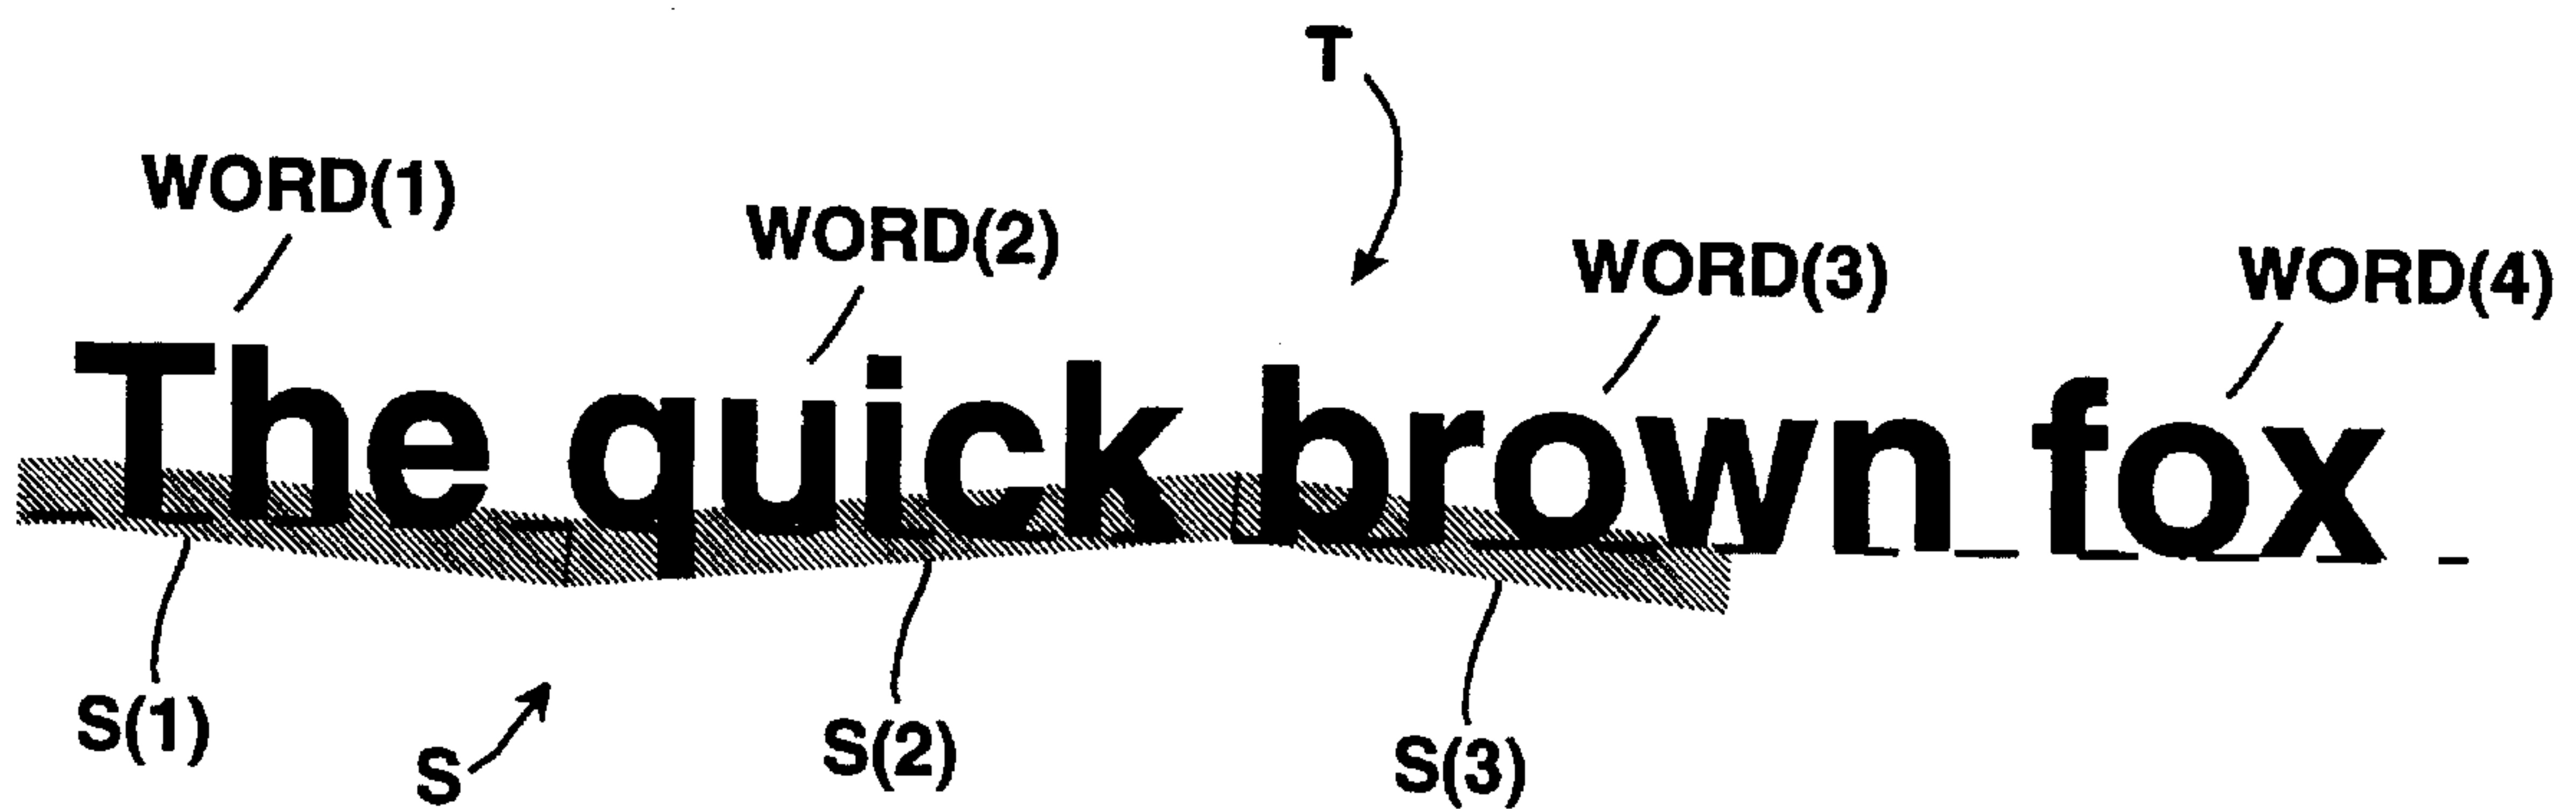 T
WORD(1)
WORD(2)
WORD(3)
WORD(4)
The quick brown fox
S(1)
S
S(2)
S(3)